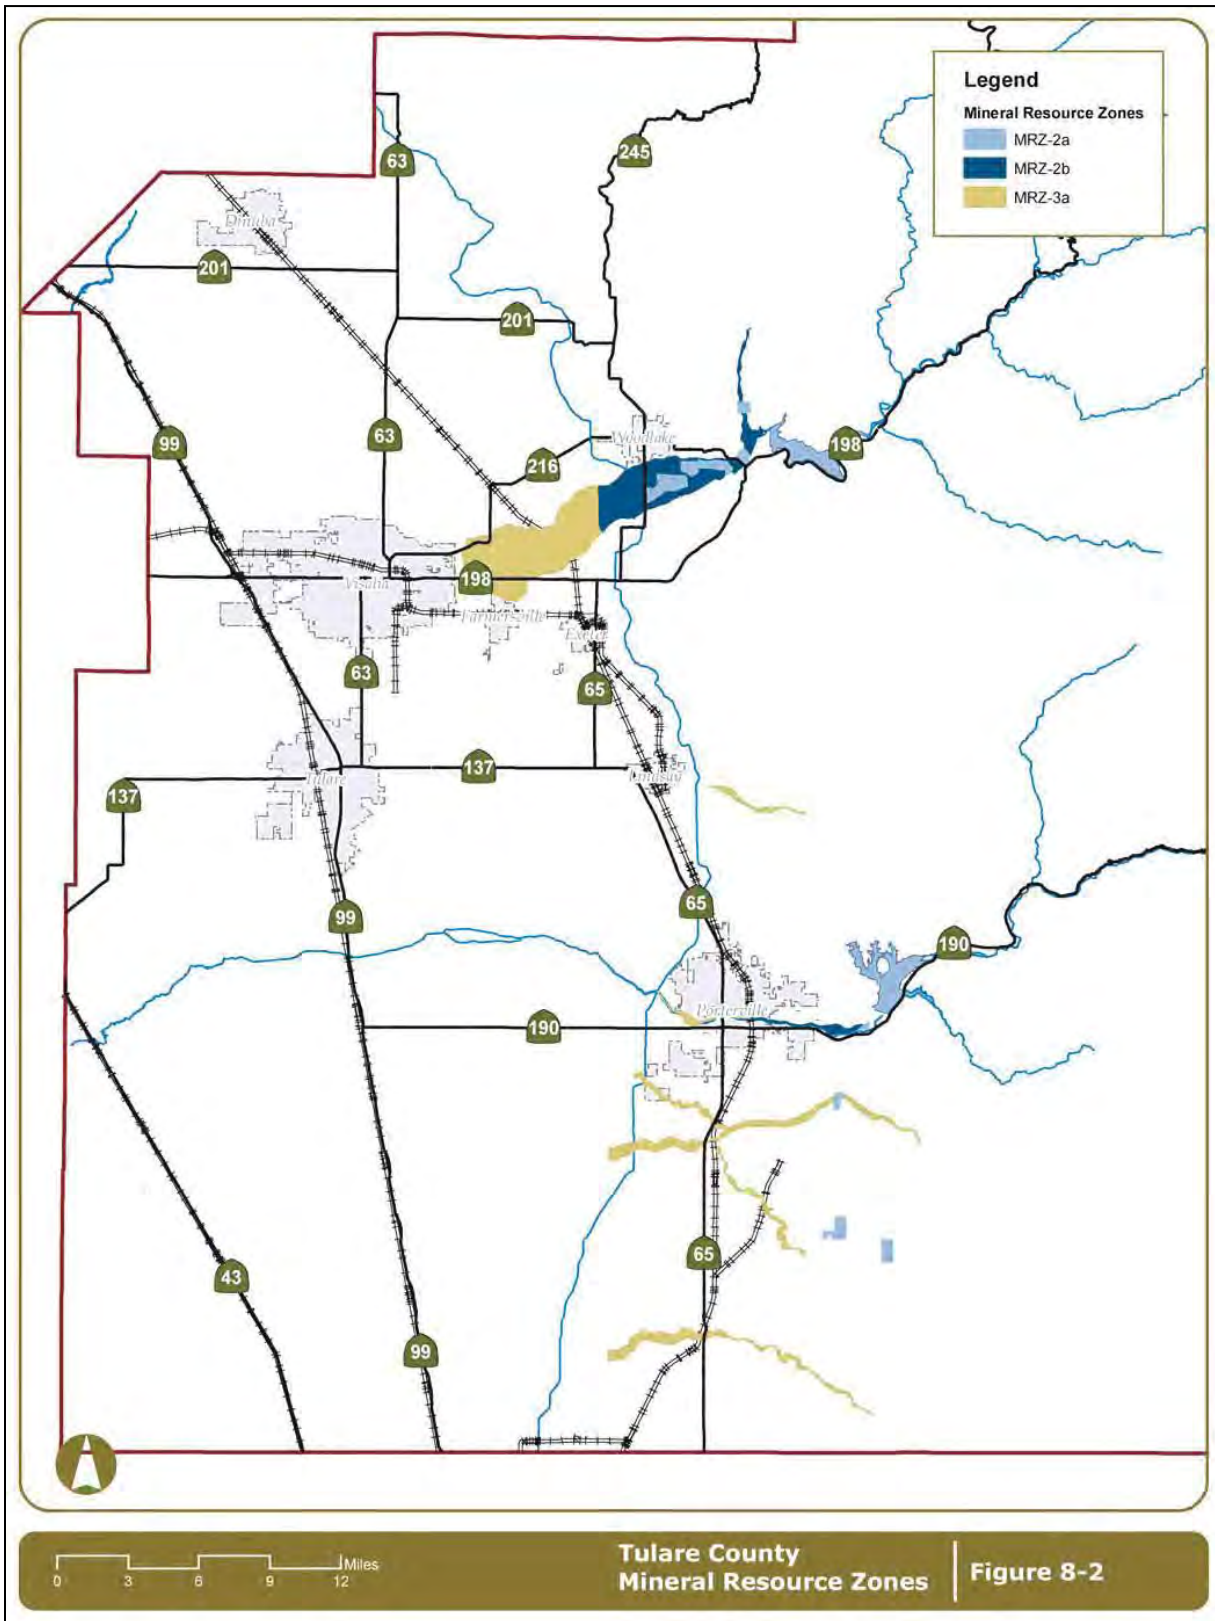 Legend
Mineral Resource Zones
MRZ-2a
MRZ-2b
MRZ-3a
245
63
Dinuba
201
201
99
63
Woodlake
198
216
Visalia
198
Farmersville
Exeter
63
65
137
Tulare
Lindsay
137
65
99
190
Porterville
190
65
43
99
Miles
0 3 6 9 12
Tulare County
Mineral Resource Zones
Figure 8-2